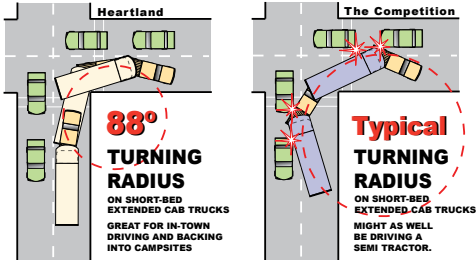 Heartland
88º
TURNING
RADIUS
ON SHORT-BED
EXTENDED CAB TRUCKS
GREAT FOR IN-TOWN
DRIVING AND BACKING
INTO CAMPSITES
The Competition
Typical
TURNING
RADIUS
ON SHORT-BED
EXTENDED CAB TRUCKS
MIGHT AS WELL
BE DRIVING A
SEMI TRACTOR.